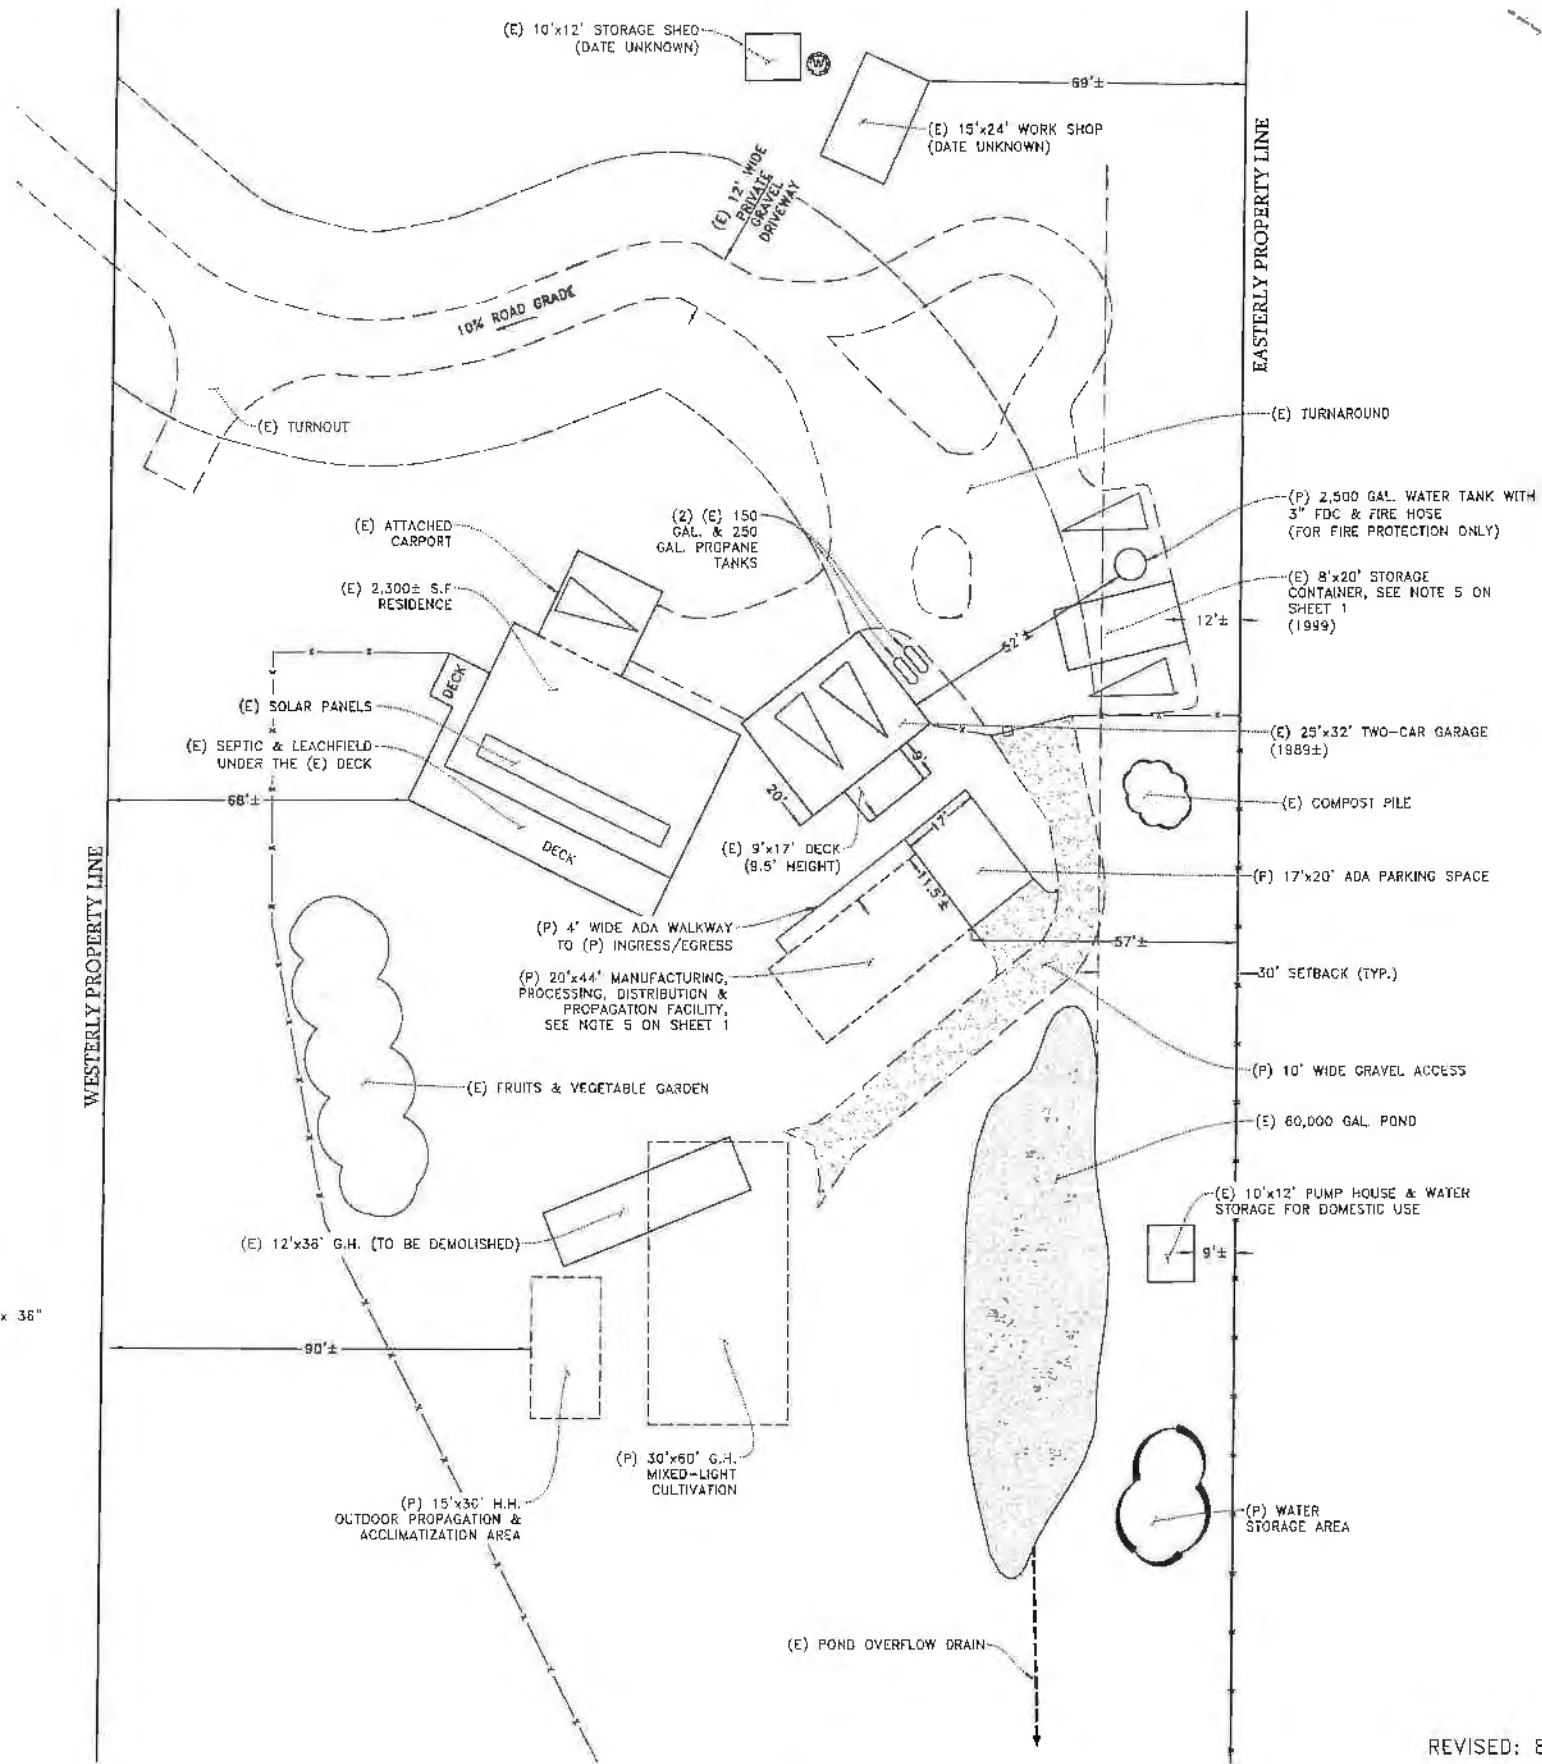 (E) 10'x12' STORAGE SHED
(DATE UNKNOWN)
W
69'±
(E) 15'x24' WORK SHOP
(DATE UNKNOWN)
EASTERLY PROPERTY LINE
(E) 12' WIDE
PRIVATE
GRAVEL
DRIVEWAY
10% ROAD GRADE
(E) TURNOUT
(E) TURNAROUND
(E) ATTACHED
CARPORT
(2) (E) 150
GAL. & 250
GAL. PROPANE
TANKS
(P) 2,500 GAL. WATER TANK WITH
3" FDC & FIRE HOSE
(FOR FIRE PROTECTION ONLY)
(E) 2,300± S.F
RESIDENCE
(E) 8'x20' STORAGE
CONTAINER, SEE NOTE 5 ON
SHEET 1
(1999)
12'±
62'±
DECK
(E) SOLAR PANELS
(E) SEPTIC & LEACHFIELD
UNDER THE (E) DECK
(E) 25'x32' TWO-CAR GARAGE
(1989±)
9'
20'
68'±
(E) COMPOST PILE
17'
DECK
(E) 9'x17' DECK
(9.5' HEIGHT)
11.5'±
(P) 17'x20' ADA PARKING SPACE
WESTERLY PROPERTY LINE
(P) 4' WIDE ADA WALKWAY
TO (P) INGRESS/EGRESS
57'±
(P) 20'x44' MANUFACTURING,
PROCESSING, DISTRIBUTION &
PROPAGATION FACILITY,
SEE NOTE 5 ON SHEET 1
30' SETBACK (TYP.)
(P) 10' WIDE GRAVEL ACCESS
(E) FRUITS & VEGETABLE GARDEN
(E) 60,000 GAL. POND
(E) 10'x12' PUMP HOUSE & WATER
STORAGE FOR DOMESTIC USE
(E) 12'x36' G.H. (TO BE DEMOLISHED)
9'±
x 36"
90'±
(P) 30'x60' G.H.
MIXED-LIGHT
CULTIVATION
(P) 15'x30' H.H.
OUTDOOR PROPAGATION &
ACCLIMATIZATION AREA
(P) WATER
STORAGE AREA
(E) POND OVERFLOW DRAIN
REVISED: